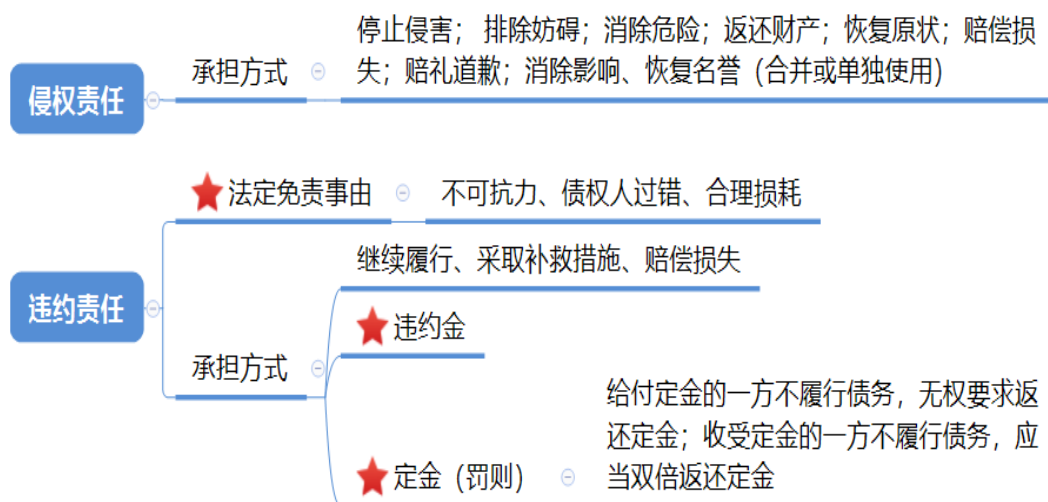 侵权责任
承担方式
停止侵害； 排除妨碍；消除危险；返还财产；恢复原状；赔偿损
失；赔礼道歉；消除影响、恢复名誉（合并或单独使用）
违约责任
法定免责事由
不可抗力、债权人过错、合理损耗
承担方式
继续履行、采取补救措施、赔偿损失
违约金
定金（罚则）
给付定金的一方不履行债务，无权要求返
还定金；收受定金的一方不履行债务，应
当双倍返还定金